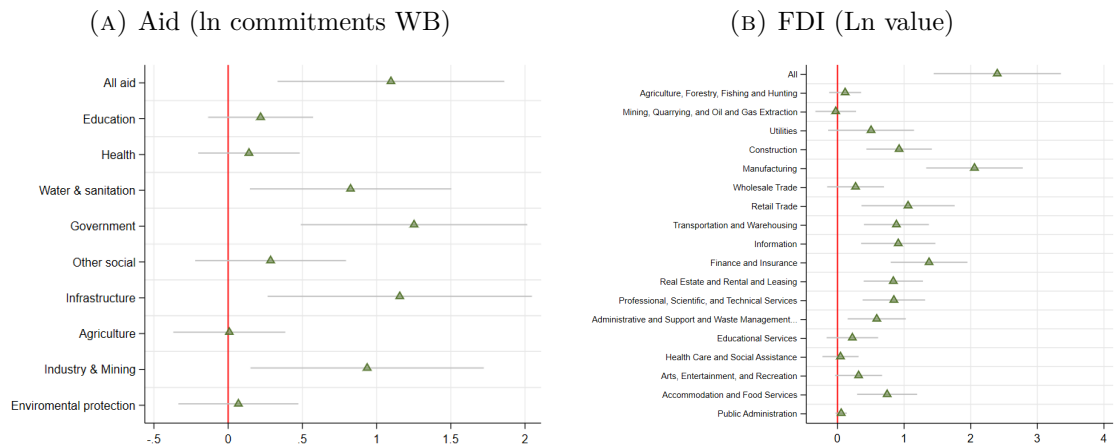 (A) Aid (ln commitments WB)
All aid
Education
Health
Water & sanitation
Government
Other social
Infrastructure
Agriculture
Industry & Mining
Enviromental protection
-.5 0 .5 1 1.5 2
(B) FDI (Ln value)
All
Agriculture, Forestry, Fishing and Hunting
Mining, Quarrying, and Oil and Gas Extraction
Utilities
Construction
Manufacturing
Wholesale Trade
Retail Trade
Transportation and Warehousing
Information
Finance and Insurance
Real Estate and Rental and Leasing
Professional, Scientific, and Technical Services
Administrative and Support and Waste Management...
Educational Services
Health Care and Social Assistance
Arts, Entertainment, and Recreation
Accommodation and Food Services
Public Administration
0 1 2 3 4